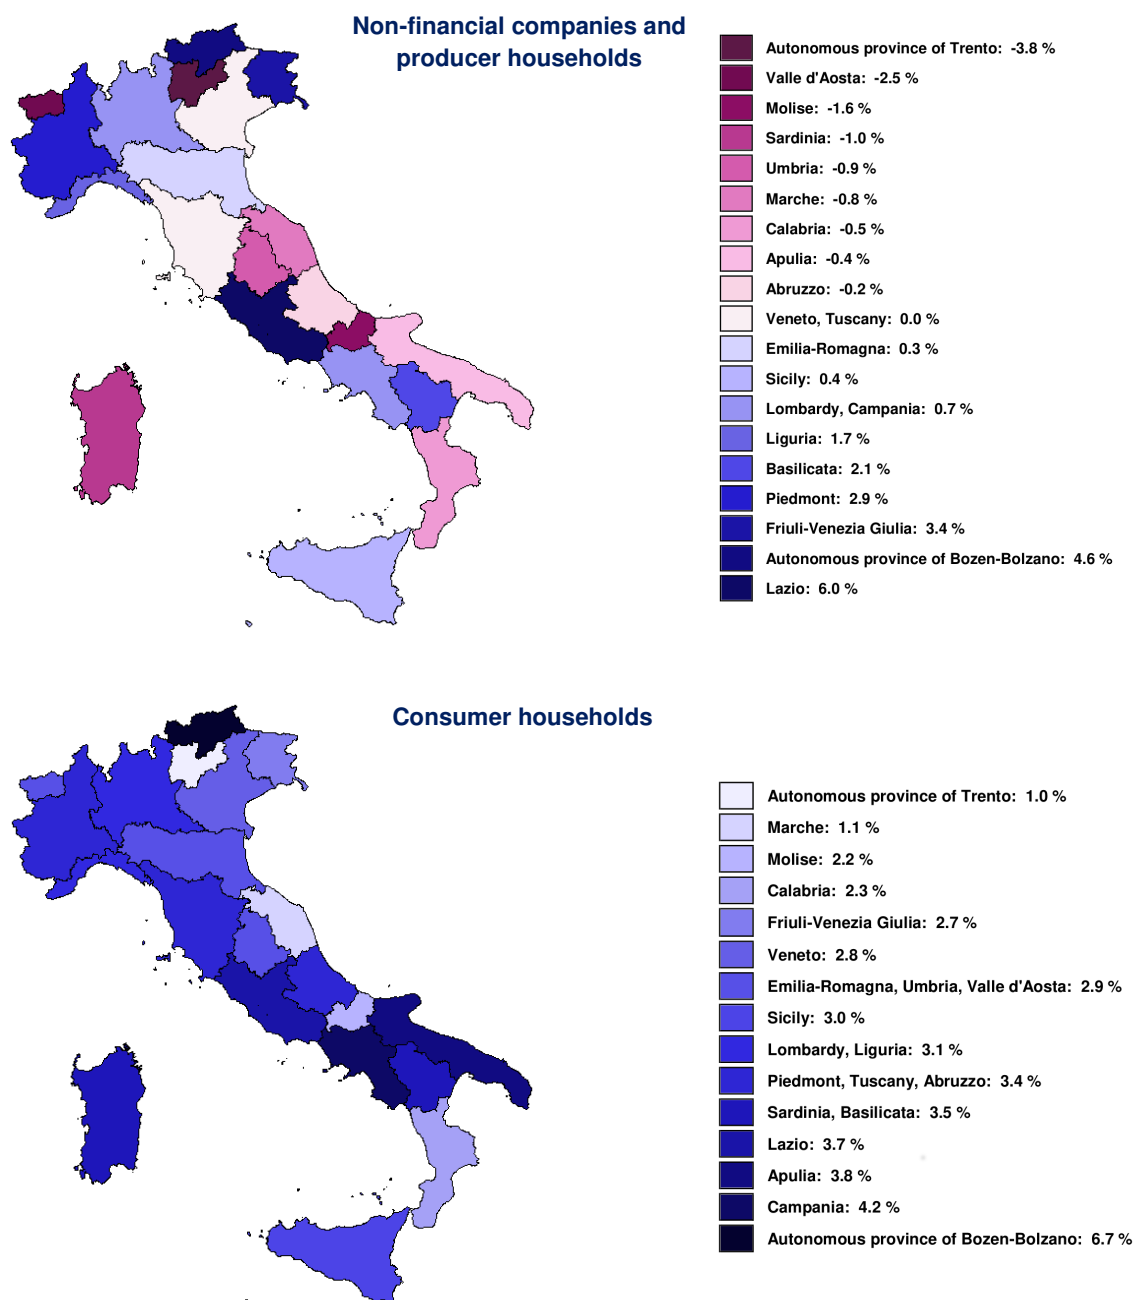 Non-financial companies and
producer households
Autonomous province of Trento: -3.8 %
Valle d'Aosta: -2.5 %
Molise: -1.6 %
Sardinia: -1.0 %
Umbria: -0.9 %
Marche: -0.8 %
Calabria: -0.5 %
Apulia: -0.4 %
Abruzzo: -0.2 %
Veneto, Tuscany: 0.0 %
Emilia-Romagna: 0.3 %
Sicily: 0.4 %
Lombardy, Campania: 0.7 %
Liguria: 1.7 %
Basilicata: 2.1 %
Piedmont: 2.9 %
Friuli-Venezia Giulia: 3.4 %
Autonomous province of Bozen-Bolzano: 4.6 %
Lazio: 6.0 %
Consumer households
Autonomous province of Trento: 1.0 %
Marche: 1.1 %
Molise: 2.2 %
Calabria: 2.3 %
Friuli-Venezia Giulia: 2.7 %
Veneto: 2.8 %
Emilia-Romagna, Umbria, Valle d'Aosta: 2.9 %
Sicily: 3.0 %
Lombardy, Liguria: 3.1 %
Piedmont, Tuscany, Abruzzo: 3.4 %
Sardinia, Basilicata: 3.5 %
Lazio: 3.7 %
Apulia: 3.8 %
Campania: 4.2 %
Autonomous province of Bozen-Bolzano: 6.7 %